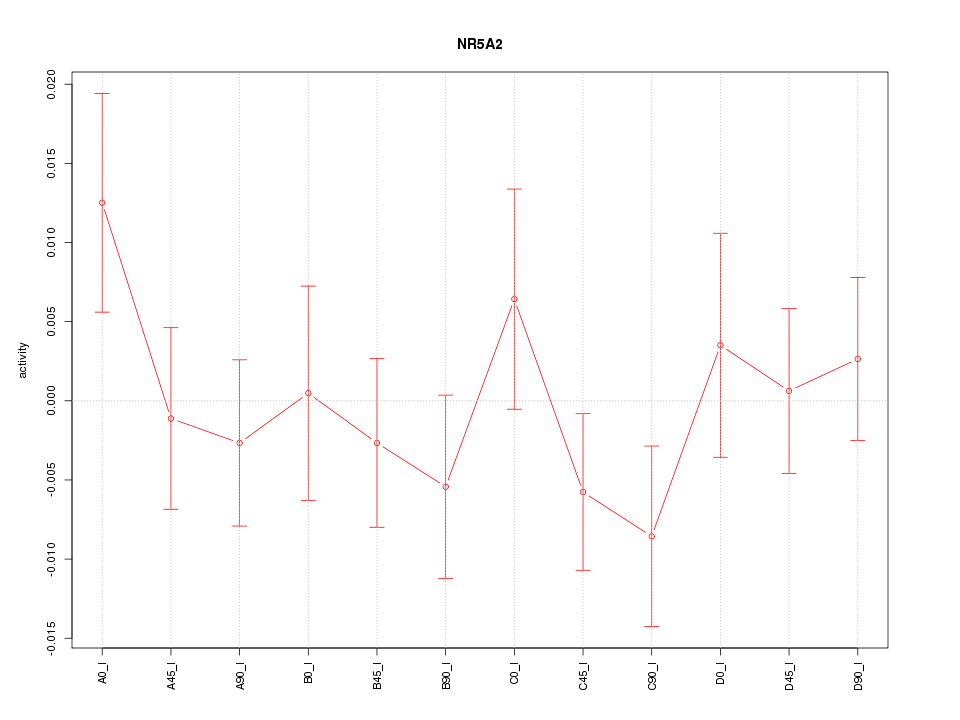 NR5A2
activity
0.020
0.015
0.010
0.005
0.000
-0.005
-0.010
-0.015
A0_I
A45_I
A90_I
B0_I
B45_I
B90_I
C0_I
C45_I
C90_I
D0_I
D45_I
D90_I